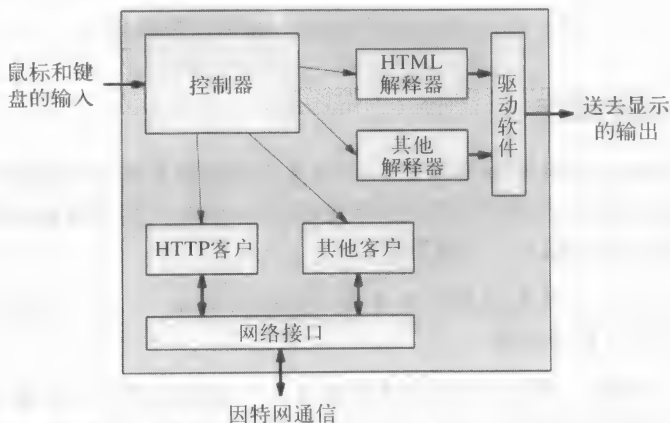 鼠标和键
盘的输入
控制器
HTML
解释器
其他
解释器
驱动软件
送去显示
的输出
HTTP客户
其他客户
网络接口
因特网通信